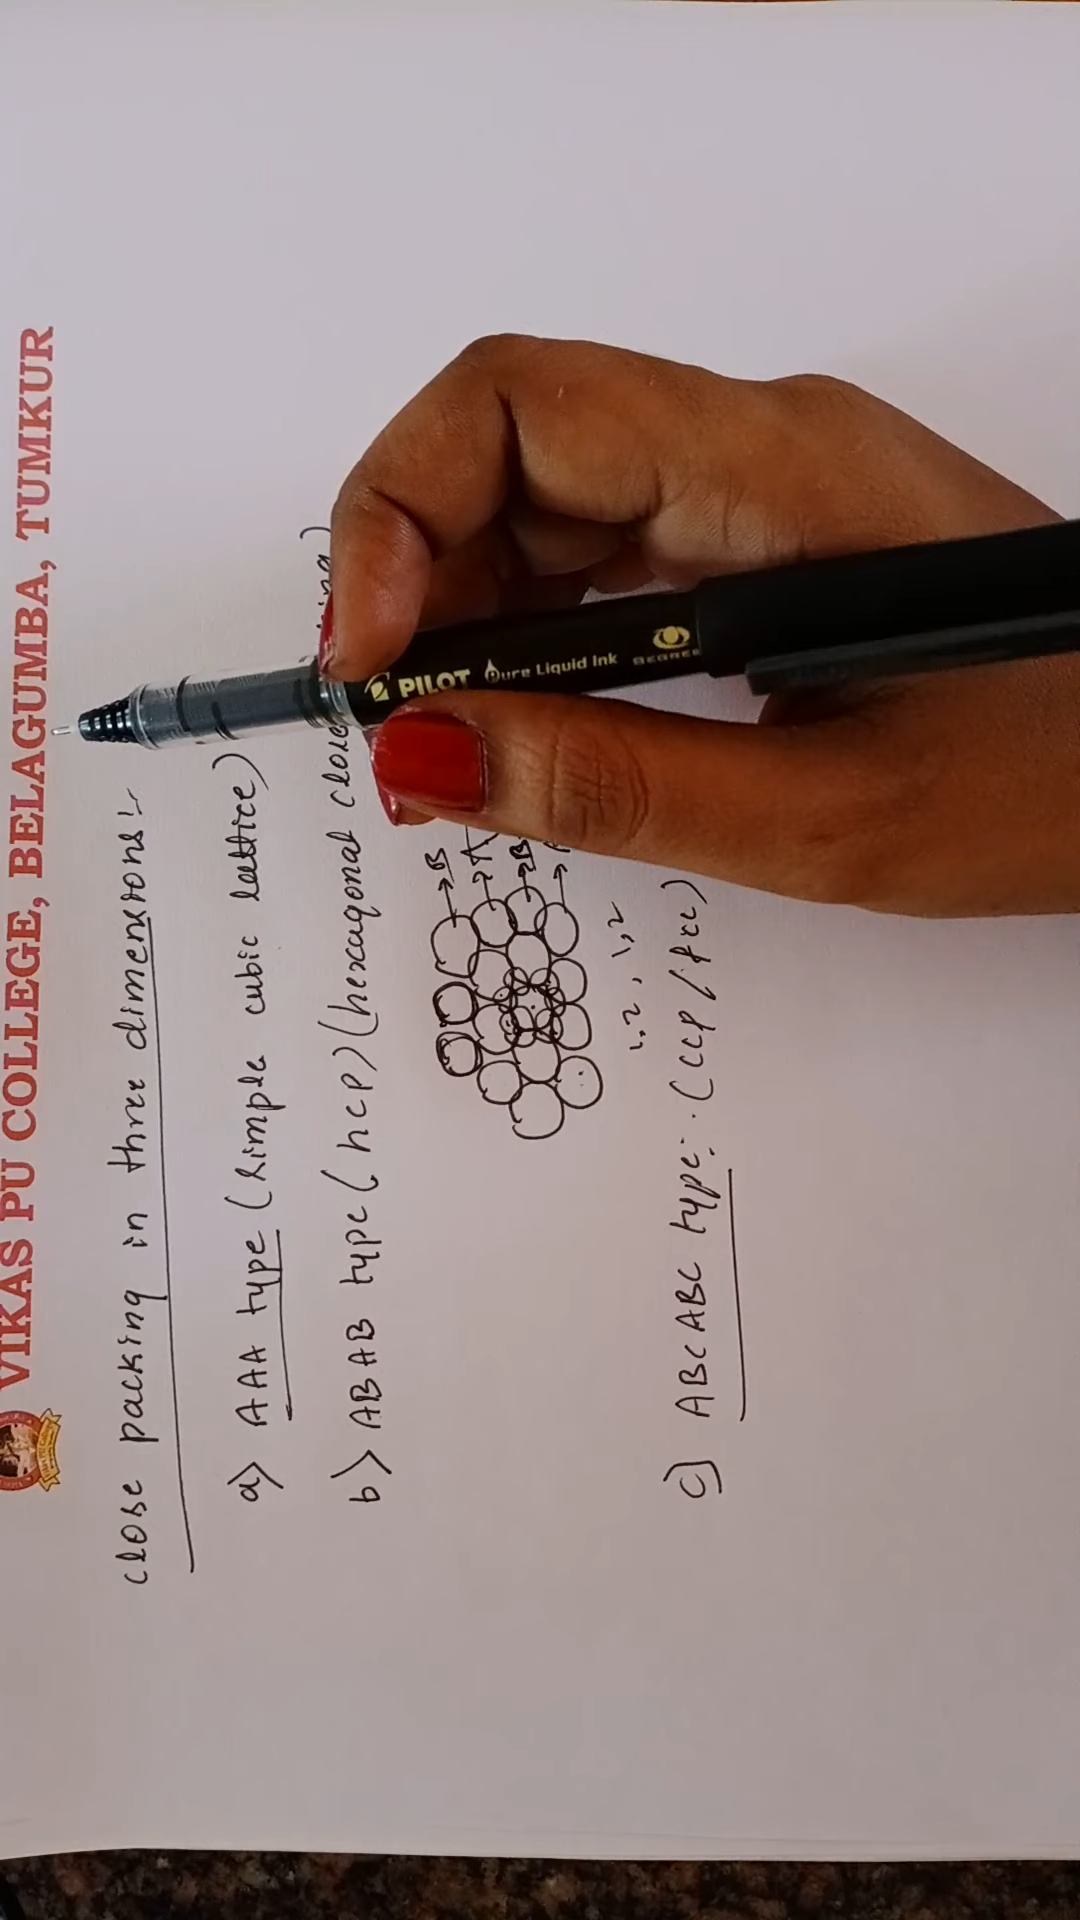 VIKAS PU COLLEGE, BELAGUMBA, TUMKUR
close packing in three dimensions:-
a) AAA type (simple cubic lattice)
b) ABAB type (hcp) (hexagonal close
→B
→A
→B
1,2, 1,2
c) ABCABC type:. (ccp/fcc)
PILOT Pure Liquid Ink